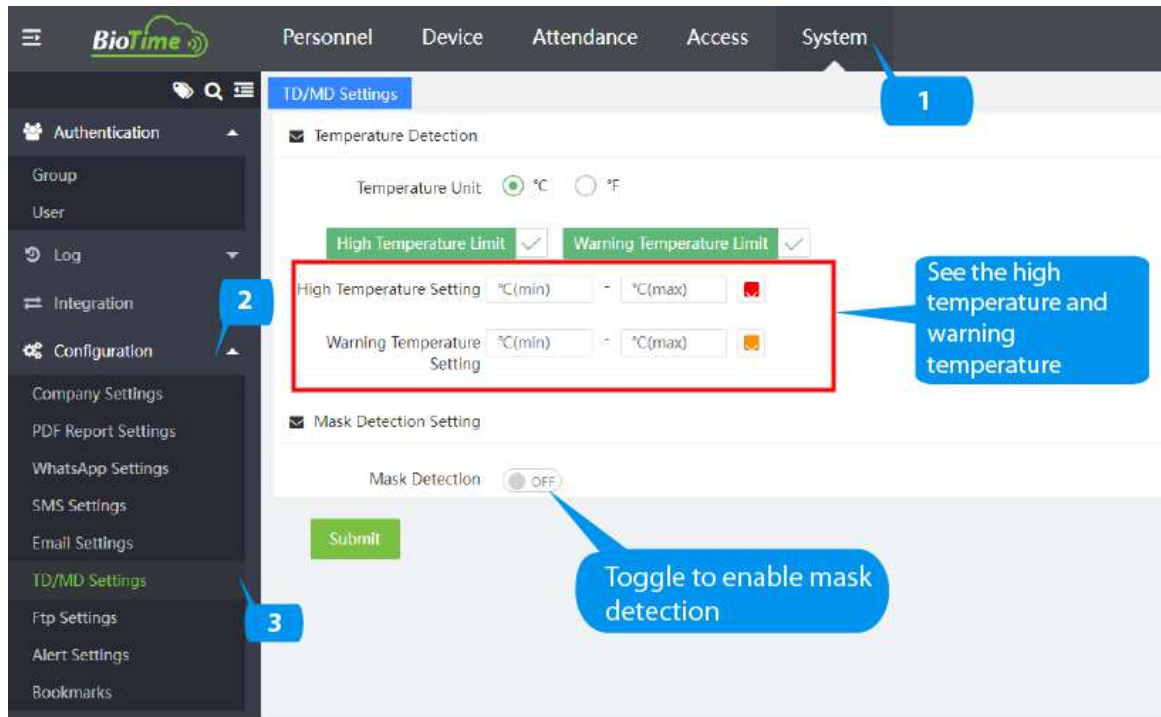 BioTime
Personnel Device Attendance Access System
1
TD/MD Settings
Authentication
Group
User
Log
Integration
2
Configuration
Company Settings
PDF Report Settings
WhatsApp Settings
SMS Settings
Email Settings
TD/MD Settings
3
Ftp Settings
Alert Settings
Bookmarks
Temperature Detection
Temperature Unit °C °F
High Temperature Limit Warning Temperature Limit
High Temperature Setting °C(min) - °C(max)
Warning Temperature °C(min) - °C(max)
Setting
See the high
temperature and
warning
temperature
Mask Detection Setting
Mask Detection OFF
Submit
Toggle to enable mask
detection